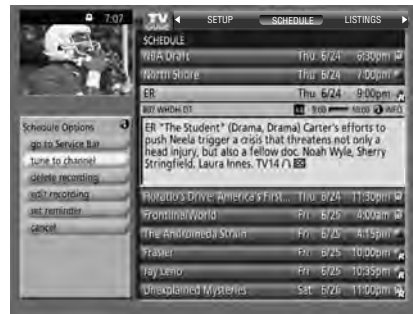 7:07
TV GUIDE SETUP SCHEDULE LISTINGS
SCHEDULE
NBA Draft Thu 6/24 6:30pm
North Shore Thu 6/24 7:00pm
ER Thu 6/24 9:00pm
807 WHDH-DT 9:00 10:00 INFO
ER "The Student" (Drama, Drama) Carter's efforts to
push Neela trigger a crisis that threatens not only a
head injury, but also a fellow doc. Noah Wyle, Sherry
Stringfield, Laura Innes. TV14
Schedule Options
go to Service Bar
tune to channel
delete recording
edit recording
set reminder
cancel
Florida's Drive: America's First... Thu 6/24 11:30pm
Frontline/World Fri 6/25 4:00am
The Andromeda Strain Fri 6/25 4:15pm
Frasier Fri 6/25 10:00pm
Jay Leno Fri 6/25 10:35pm
Unexplained Mysteries Sat 6/26 11:00pm